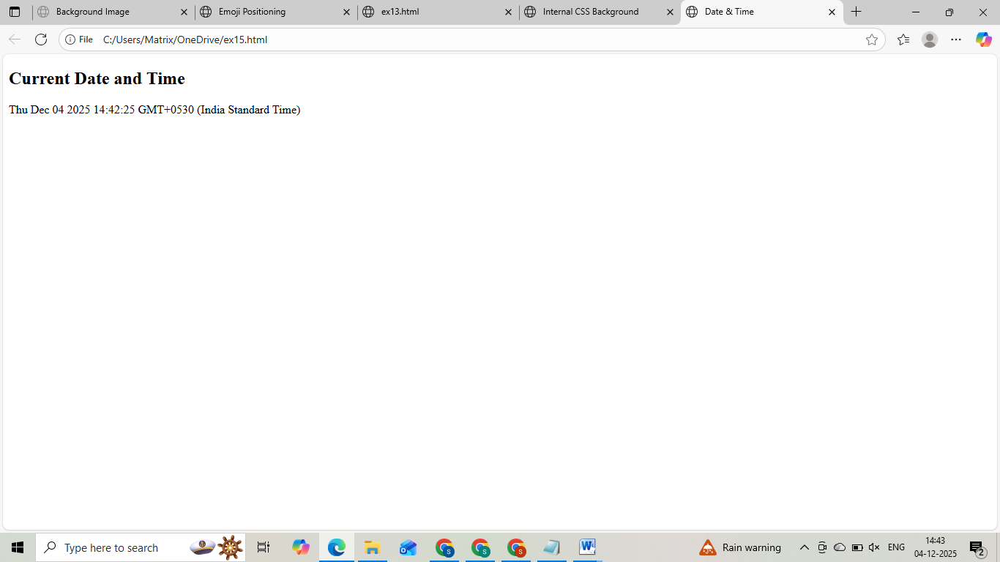 Background Image
Emoji Positioning
ex13.html
Internal CSS Background
Date & Time
File C:/Users/Matrix/OneDrive/ex15.html
Current Date and Time
Thu Dec 04 2025 14:42:25 GMT+0530 (India Standard Time)
Type here to search
S
S
S
W
Rain warning
ENG
14:43
04-12-2025
2